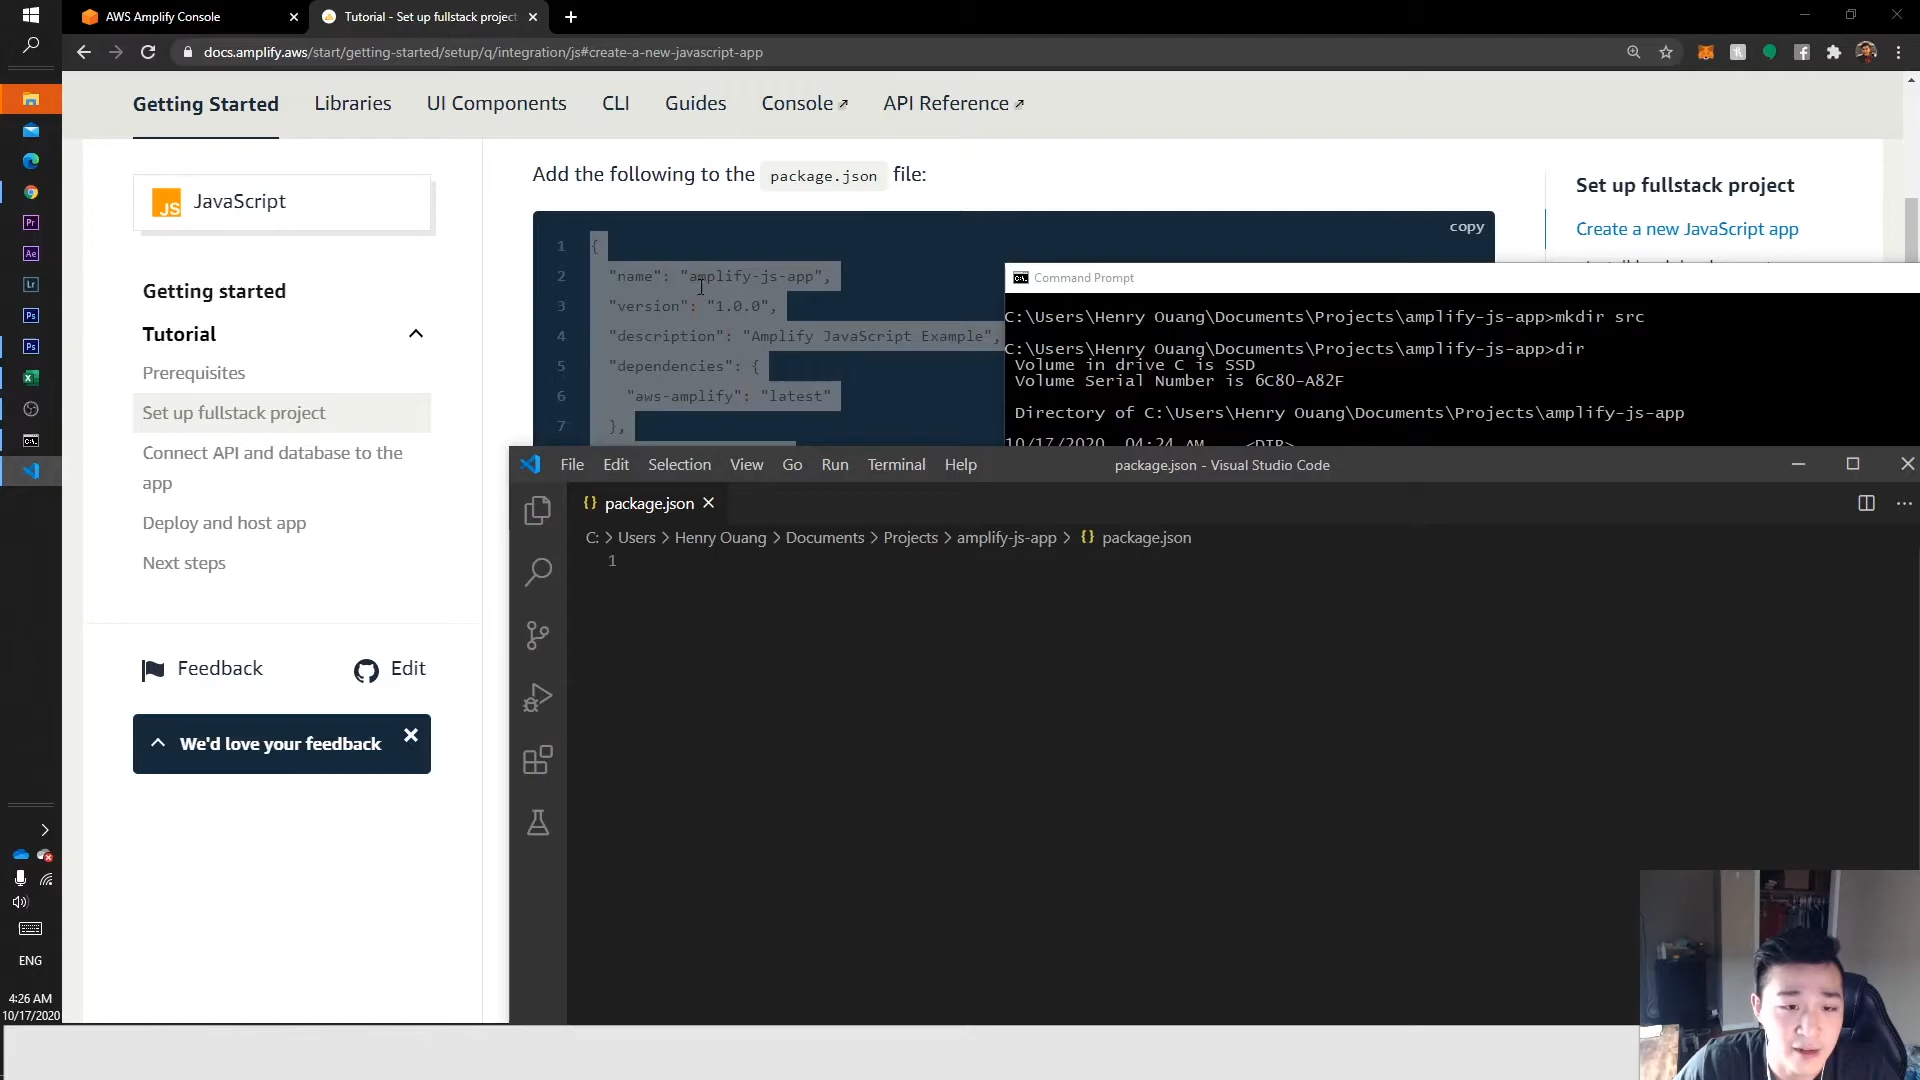 AWS Amplify Console
Tutorial - Set up fullstack project
docs.amplify.aws/start/getting-started/setup/q/integration/js#create-a-new-javascript-app
Getting Started
Libraries
UI Components
CLI
Guides
Console
API Reference
JavaScript
Getting started
Tutorial
Prerequisites
Set up fullstack project
Connect API and database to the
app
Deploy and host app
Next steps
Feedback
Edit
We'd love your feedback
Add the following to the package.json file:
copy
1 {
2 "name": "amplify-js-app",
3 "version": "1.0.0",
4 "description": "Amplify JavaScript Example",
5 "dependencies": {
6 "aws-amplify": "latest"
7 },
Set up fullstack project
Create a new JavaScript app
Command Prompt
C:\Users\Henry Ouang\Documents\Projects\amplify-js-app>mkdir src
C:\Users\Henry Ouang\Documents\Projects\amplify-js-app>dir
Volume in drive C is SSD
Volume Serial Number is 6C80-A82F
Directory of C:\Users\Henry Ouang\Documents\Projects\amplify-js-app
10/17/2020 04:24 AM <DIR>
File Edit Selection View Go Run Terminal Help
package.json - Visual Studio Code
package.json
C: > Users > Henry Ouang > Documents > Projects > amplify-js-app > {} package.json
1
ENG
4:26 AM
10/17/2020